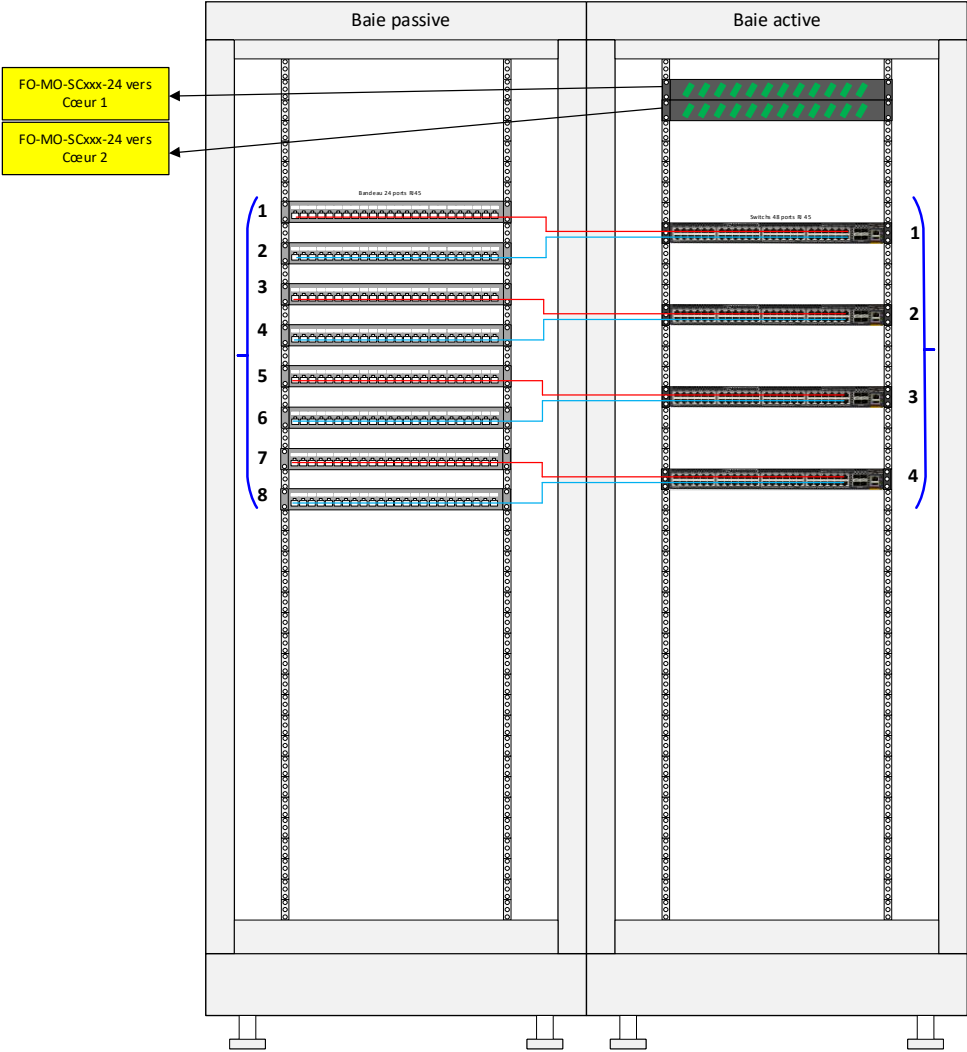 Baie passive
Baie active
FO-MO-SCxxx-24 vers
Cœur 1
FO-MO-SCxxx-24 vers
Cœur 2
Bandeau 24 ports RJ45
Switchs 48 ports RJ 45
1
2
3
4
5
6
7
8
1
2
3
4